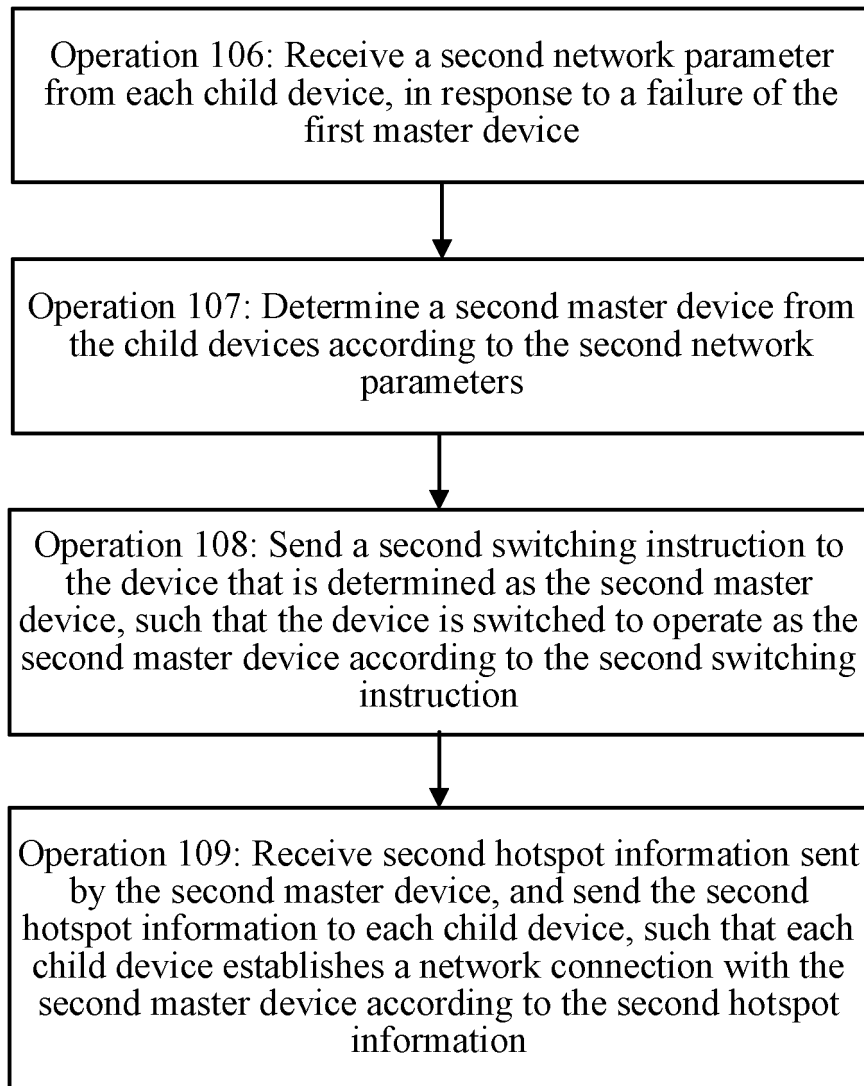 Operation 106: Receive a second network parameter
from each child device, in response to a failure of the
first master device
Operation 107: Determine a second master device from
the child devices according to the second network
parameters
Operation 108: Send a second switching instruction to
the device that is determined as the second master
device, such that the device is switched to operate as the
second master device according to the second switching
instruction
Operation 109: Receive second hotspot information sent
by the second master device, and send the second
hotspot information to each child device, such that each
child device establishes a network connection with the
second master device according to the second hotspot
information